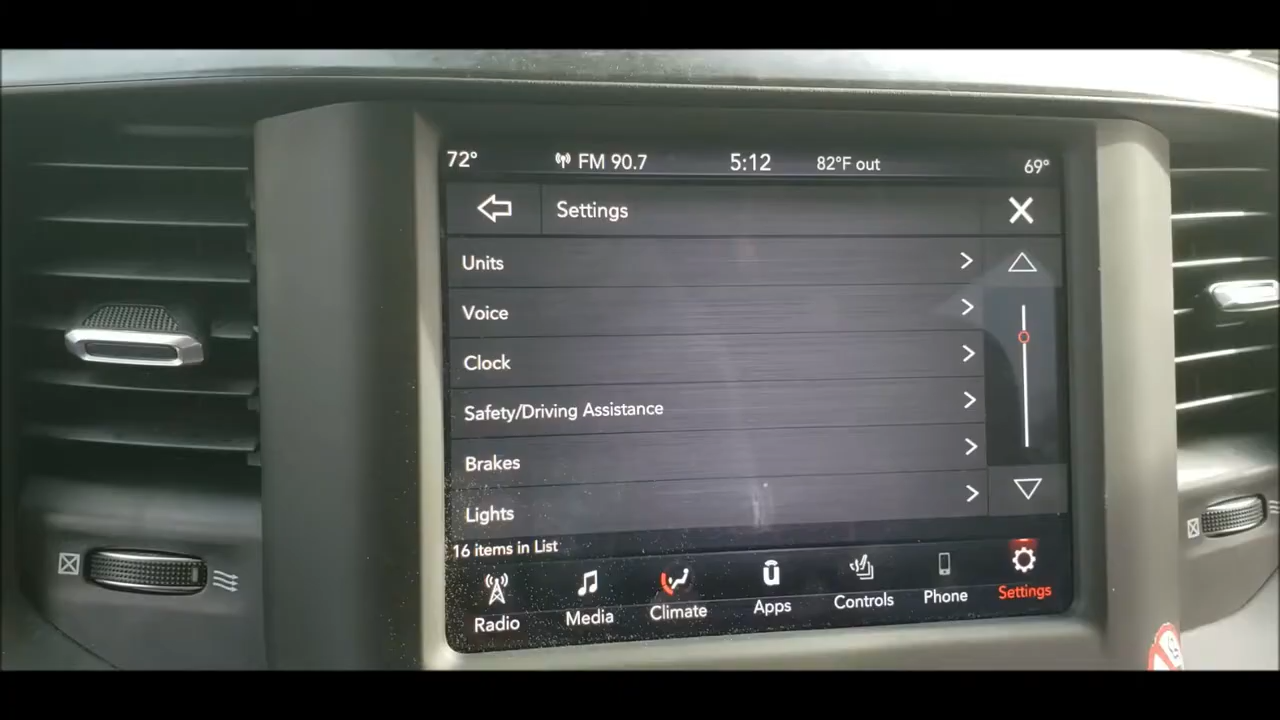 72° FM 90.7 5:12 82°F out 69°
Settings
Units
Voice
Clock
Safety/Driving Assistance
Brakes
Lights
16 items in List
Radio Media Climate Apps Controls Phone Settings